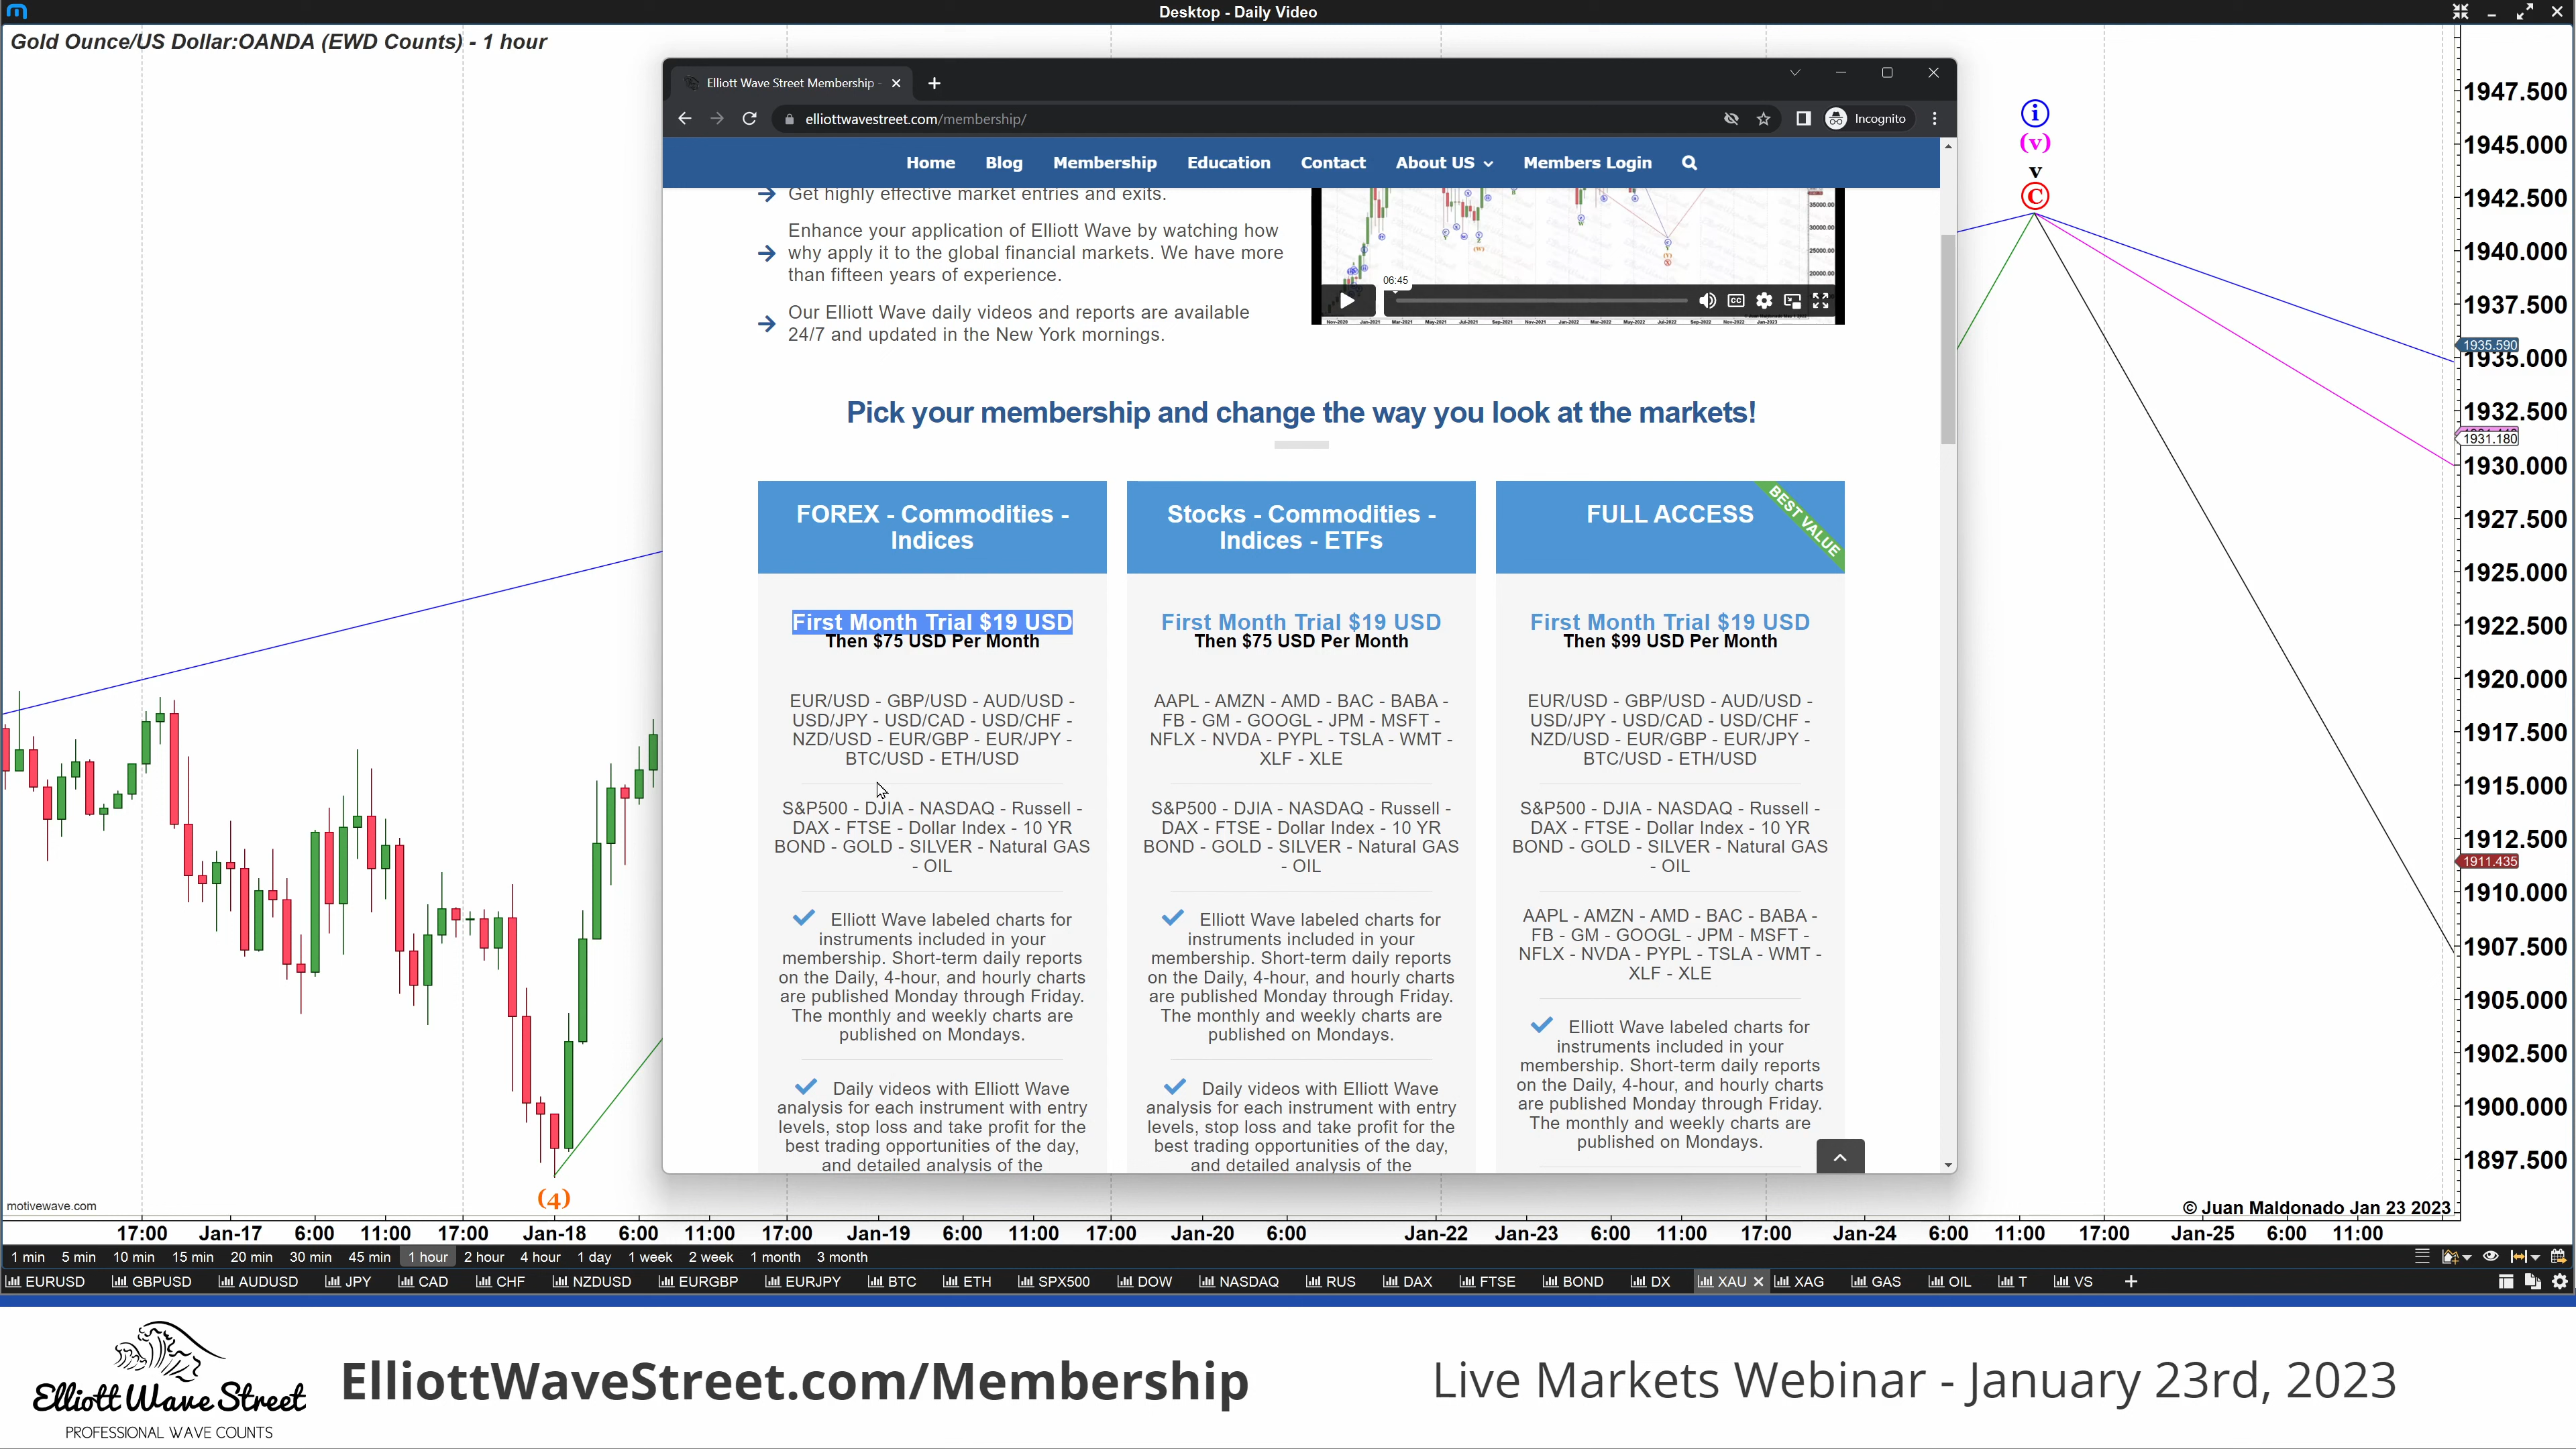 Desktop - Daily Video
Gold Ounce/US Dollar:OANDA (EWD Counts) - 1 hour
Elliott Wave Street Membership
elliottwavestreet.com/membership/
Incognito
Home Blog Membership Education Contact About US Members Login
Get highly effective market entries and exits.
Enhance your application of Elliott Wave by watching how
why apply it to the global financial markets. We have more
than fifteen years of experience.
Our Elliott Wave daily videos and reports are available
24/7 and updated in the New York mornings.
35000.00
30000.00
25000.00
20000.00
06:45
CC
Pick your membership and change the way you look at the markets!
FOREX - Commodities -
Indices
First Month Trial $19 USD
Then $75 USD Per Month
EUR/USD - GBP/USD - AUD/USD -
USD/JPY - USD/CAD - USD/CHF -
NZD/USD - EUR/GBP - EUR/JPY -
BTC/USD - ETH/USD
S&P500 - DJIA - NASDAQ - Russell -
DAX - FTSE - Dollar Index - 10 YR
BOND - GOLD - SILVER - Natural GAS
- OIL
Elliott Wave labeled charts for
instruments included in your
membership. Short-term daily reports
on the Daily, 4-hour, and hourly charts
are published Monday through Friday.
The monthly and weekly charts are
published on Mondays.
Daily videos with Elliott Wave
analysis for each instrument with entry
levels, stop loss and take profit for the
best trading opportunities of the day,
and detailed analysis of the
Stocks - Commodities -
Indices - ETFs
First Month Trial $19 USD
Then $75 USD Per Month
AAPL - AMZN - AMD - BAC - BABA -
FB - GM - GOOGL - JPM - MSFT -
NFLX - NVDA - PYPL - TSLA - WMT -
XLF - XLE
S&P500 - DJIA - NASDAQ - Russell -
DAX - FTSE - Dollar Index - 10 YR
BOND - GOLD - SILVER - Natural GAS
- OIL
Elliott Wave labeled charts for
instruments included in your
membership. Short-term daily reports
on the Daily, 4-hour, and hourly charts
are published Monday through Friday.
The monthly and weekly charts are
published on Mondays.
Daily videos with Elliott Wave
analysis for each instrument with entry
levels, stop loss and take profit for the
best trading opportunities of the day,
and detailed analysis of the
FULL ACCESS
BEST VALUE
First Month Trial $19 USD
Then $99 USD Per Month
EUR/USD - GBP/USD - AUD/USD -
USD/JPY - USD/CAD - USD/CHF -
NZD/USD - EUR/GBP - EUR/JPY -
BTC/USD - ETH/USD
S&P500 - DJIA - NASDAQ - Russell -
DAX - FTSE - Dollar Index - 10 YR
BOND - GOLD - SILVER - Natural GAS
- OIL
AAPL - AMZN - AMD - BAC - BABA -
FB - GM - GOOGL - JPM - MSFT -
NFLX - NVDA - PYPL - TSLA - WMT -
XLF - XLE
Elliott Wave labeled charts for
instruments included in your
membership. Short-term daily reports
on the Daily, 4-hour, and hourly charts
are published Monday through Friday.
The monthly and weekly charts are
published on Mondays.
i
(v)
v
C
(4)
1947.500
1945.000
1942.500
1940.000
1937.500
1935.590
1935.000
1932.500
1931.180
1930.000
1927.500
1925.000
1922.500
1920.000
1917.500
1915.000
1912.500
1911.435
1910.000
1907.500
1905.000
1902.500
1900.000
1897.500
motivewave.com
© Juan Maldonado Jan 23 2023
17:00 Jan-17 6:00 11:00 17:00 Jan-18 6:00 11:00 17:00 Jan-19 6:00 11:00 17:00 Jan-20 6:00 Jan-22 Jan-23 6:00 11:00 17:00 Jan-24 6:00 11:00 17:00 Jan-25 6:00 11:00
1 min 5 min 10 min 15 min 20 min 30 min 45 min 1 hour 2 hour 4 hour 1 day 1 week 2 week 1 month 3 month
EURUSD GBPUSD AUDUSD JPY CAD CHF NZDUSD EURGBP EURJPY BTC ETH SPX500 DOW NASDAQ RUS DAX FTSE BOND DX XAU XAG GAS OIL T VS
Elliott Wave Street
PROFESSIONAL WAVE COUNTS
ElliottWaveStreet.com/Membership
Live Markets Webinar - January 23rd, 2023